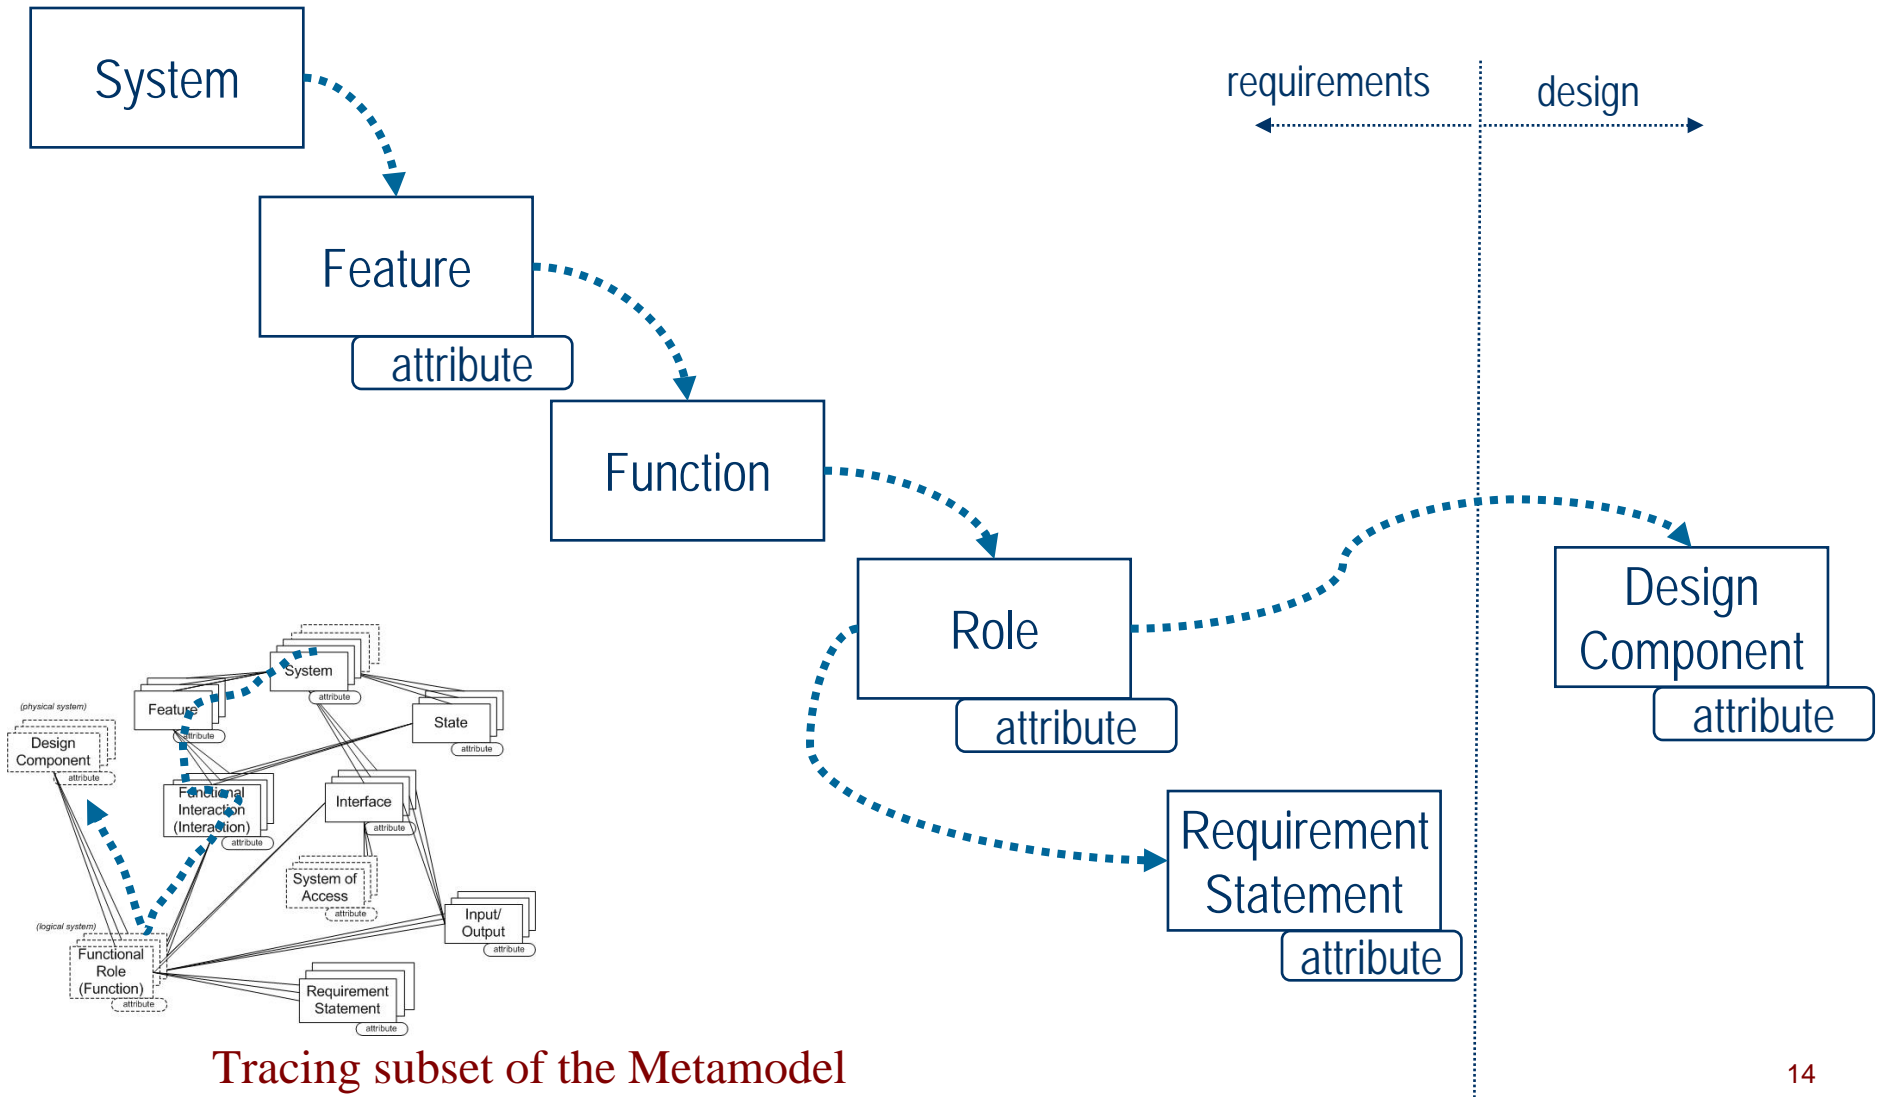 System
requirements
design
Feature
attribute
Function
Role
attribute
Design
Component
attribute
Requirement
Statement
attribute
System
attribute
Feature
attribute
State
attribute
(physical system)
Design
Component
attribute
Functional
Interaction
(Interaction)
attribute
Interface
attribute
System of
Access
attribute
Input/
Output
attribute
(logical system)
Functional
Role
(Function)
attribute
Requirement
Statement
attribute
Tracing subset of the Metamodel
14